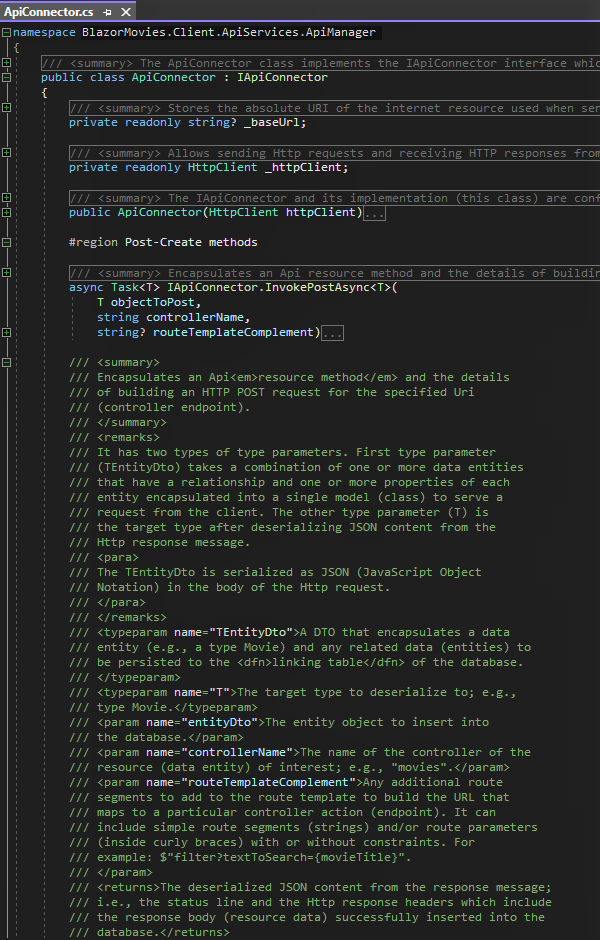 ApiConnector.cs
namespace BlazorMovies.Client.ApiServices.ApiManager
{
/// <summary> The ApiConnector class implements the IApiConnector interface whic
public class ApiConnector : IApiConnector
{
/// <summary> Stores the absolute URI of the internet resource used when sen
private readonly string? _baseUrl;
/// <summary> Allows sending Http requests and receiving HTTP responses from
private readonly HttpClient _httpClient;
/// <summary> The IApiConnector and its implementation (this class) are conf
public ApiConnector(HttpClient httpClient)...
#region Post-Create methods
/// <summary> Encapsulates an Api resource method and the details of buildin
async Task<T> IApiConnector.InvokePostAsync<T>(
T objectToPost,
string controllerName,
string? routeTemplateComplement)...
/// <summary>
/// Encapsulates an Api<em>resource method</em> and the details
/// of building an HTTP POST request for the specified Uri
/// (controller endpoint).
/// </summary>
/// <remarks>
/// It has two types of type parameters. First type parameter
/// (TEntityDto) takes a combination of one or more data entities
/// that have a relationship and one or more properties of each
/// entity encapsulated into a single model (class) to serve a
/// request from the client. The other type parameter (T) is
/// the target type after deserializing JSON content from the
/// Http response message.
/// <para>
/// The TEntityDto is serialized as JSON (JavaScript Object
/// Notation) in the body of the Http request.
/// </para>
/// </remarks>
/// <typeparam name="TEntityDto">A DTO that encapsulates a data
/// entity (e.g., a type Movie) and any related data (entities) to
/// be persisted to the <dfn>linking table</dfn> of the database.
/// </typeparam>
/// <typeparam name="T">The target type to deserialize to; e.g.,
/// type Movie.</typeparam>
/// <param name="entityDto">The entity object to insert into
/// the database.</param>
/// <param name="controllerName">The name of the controller of the
/// resource (data entity) of interest; e.g., "movies".</param>
/// <param name="routeTemplateComplement">Any additional route
/// segments to add to the route template to build the URL that
/// maps to a particular controller action (endpoint). It can
/// include simple route segments (strings) and/or route parameters
/// (inside curly braces) with or without constraints. For
/// example: $"filter?textToSearch={movieTitle}".
/// </param>
/// <returns>The deserialized JSON content from the response message;
/// i.e., the status line and the Http response headers which include
/// the response body (resource data) successfully inserted into the
/// database.</returns>